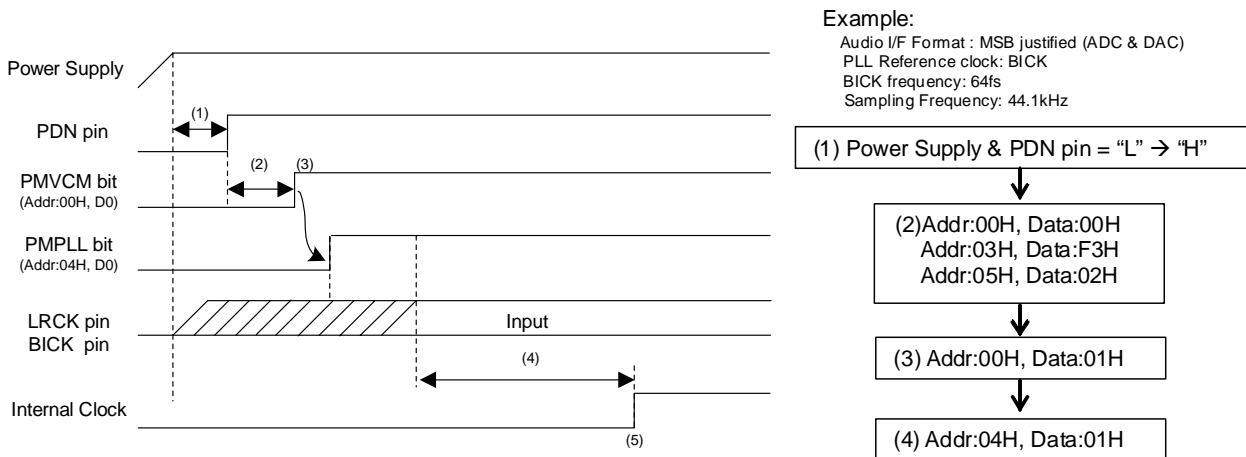 Power Supply
(1)
PDN pin
(2)
(3)
PMVCM bit
(Addr:00H, D0)
PMPLL bit
(Addr:04H, D0)
LRCK pin
BICK pin
Input
(4)
Internal Clock
(5)
Example:
Audio I/F Format : MSB justified (ADC & DAC)
PLL Reference clock: BICK
BICK frequency: 64fs
Sampling Frequency: 44.1kHz
(1) Power Supply & PDN pin = “L” → “H”
(2)Addr:00H, Data:00H
Addr:03H, Data:F3H
Addr:05H, Data:02H
(3) Addr:00H, Data:01H
(4) Addr:04H, Data:01H